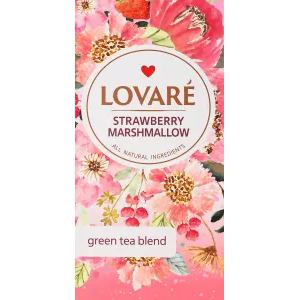 LOVARÉ
STRAWBERRY
MARSHMALLOW
ALL NATURAL INGREDIENTS
green tea blend